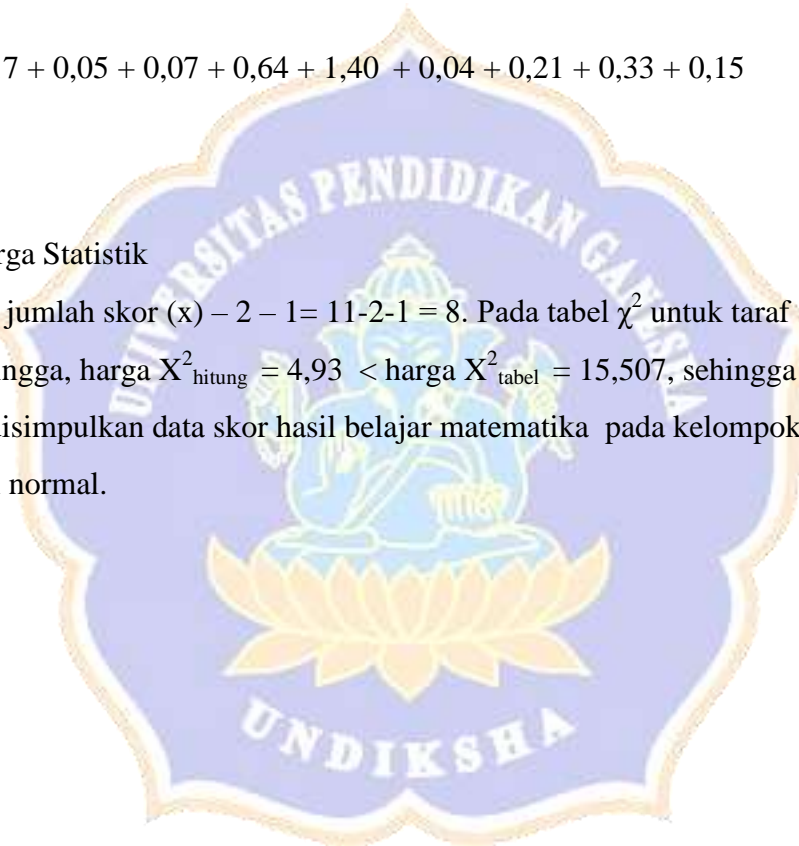 7 + 0,05 + 0,07 + 0,64 + 1,40 + 0,04 + 0,21 + 0,33 + 0,15
UNIVERSITAS PENDIDIKAN GANESHA
rga Statistik
jumlah skor (x) – 2 – 1= 11-2-1 = 8. Pada tabel χ² untuk taraf
ingga, harga X²hitung = 4,93 < harga X²tabel = 15,507, sehingga
disimpulkan data skor hasil belajar matematika pada kelompok
normal.
UNDIKSHA